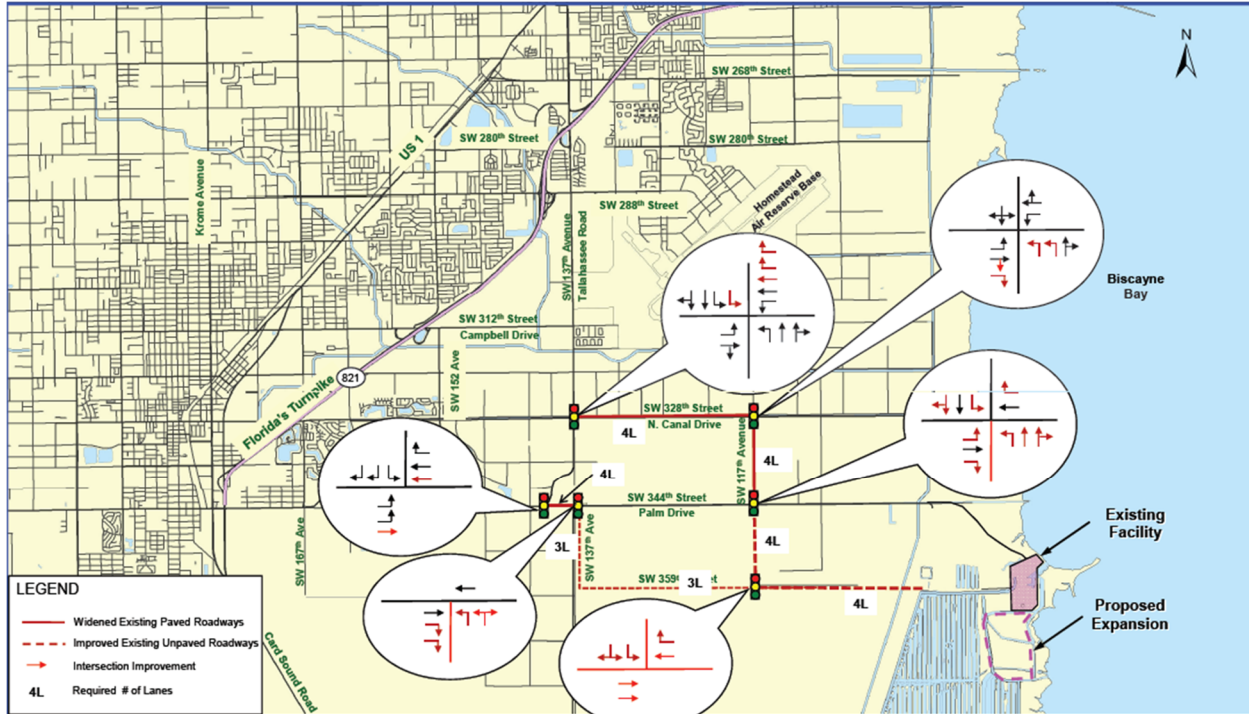 N
SW 268th Street
US 1
SW 280th Street
SW 280th Street
Krome Avenue
Homestead
Air Reserve Base
SW 288th Street
SW 137th Avenue
Tallahassee Road
Biscayne
Bay
SW 312th Street
Campbell Drive
SW 152 Ave
821
Florida's Turnpike
SW 328th Street
N. Canal Drive
4L
SW 117th Avenue
4L
4L
SW 344th Street
Palm Drive
Existing
Facility
SW 167th Ave
3L
SW 137th Ave
4L
SW 359th Street
3L
4L
Proposed
Expansion
Card Sound Road
LEGEND
Widened Existing Paved Roadways
Improved Existing Unpaved Roadways
Intersection Improvement
4L Required # of Lanes